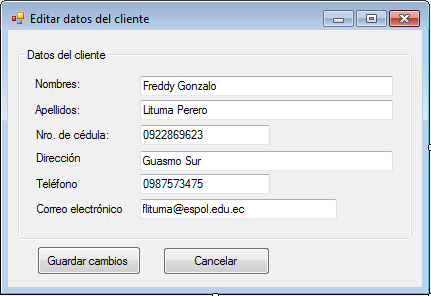 Editar datos del cliente
Datos del cliente
Nombres: Freddy Gonzalo
Apellidos: Lituma Perero
Nro. de cédula: 0922869623
Dirección Guasmo Sur
Teléfono 0987573475
Correo electrónico flituma@espol.edu.ec
Guardar cambios Cancelar